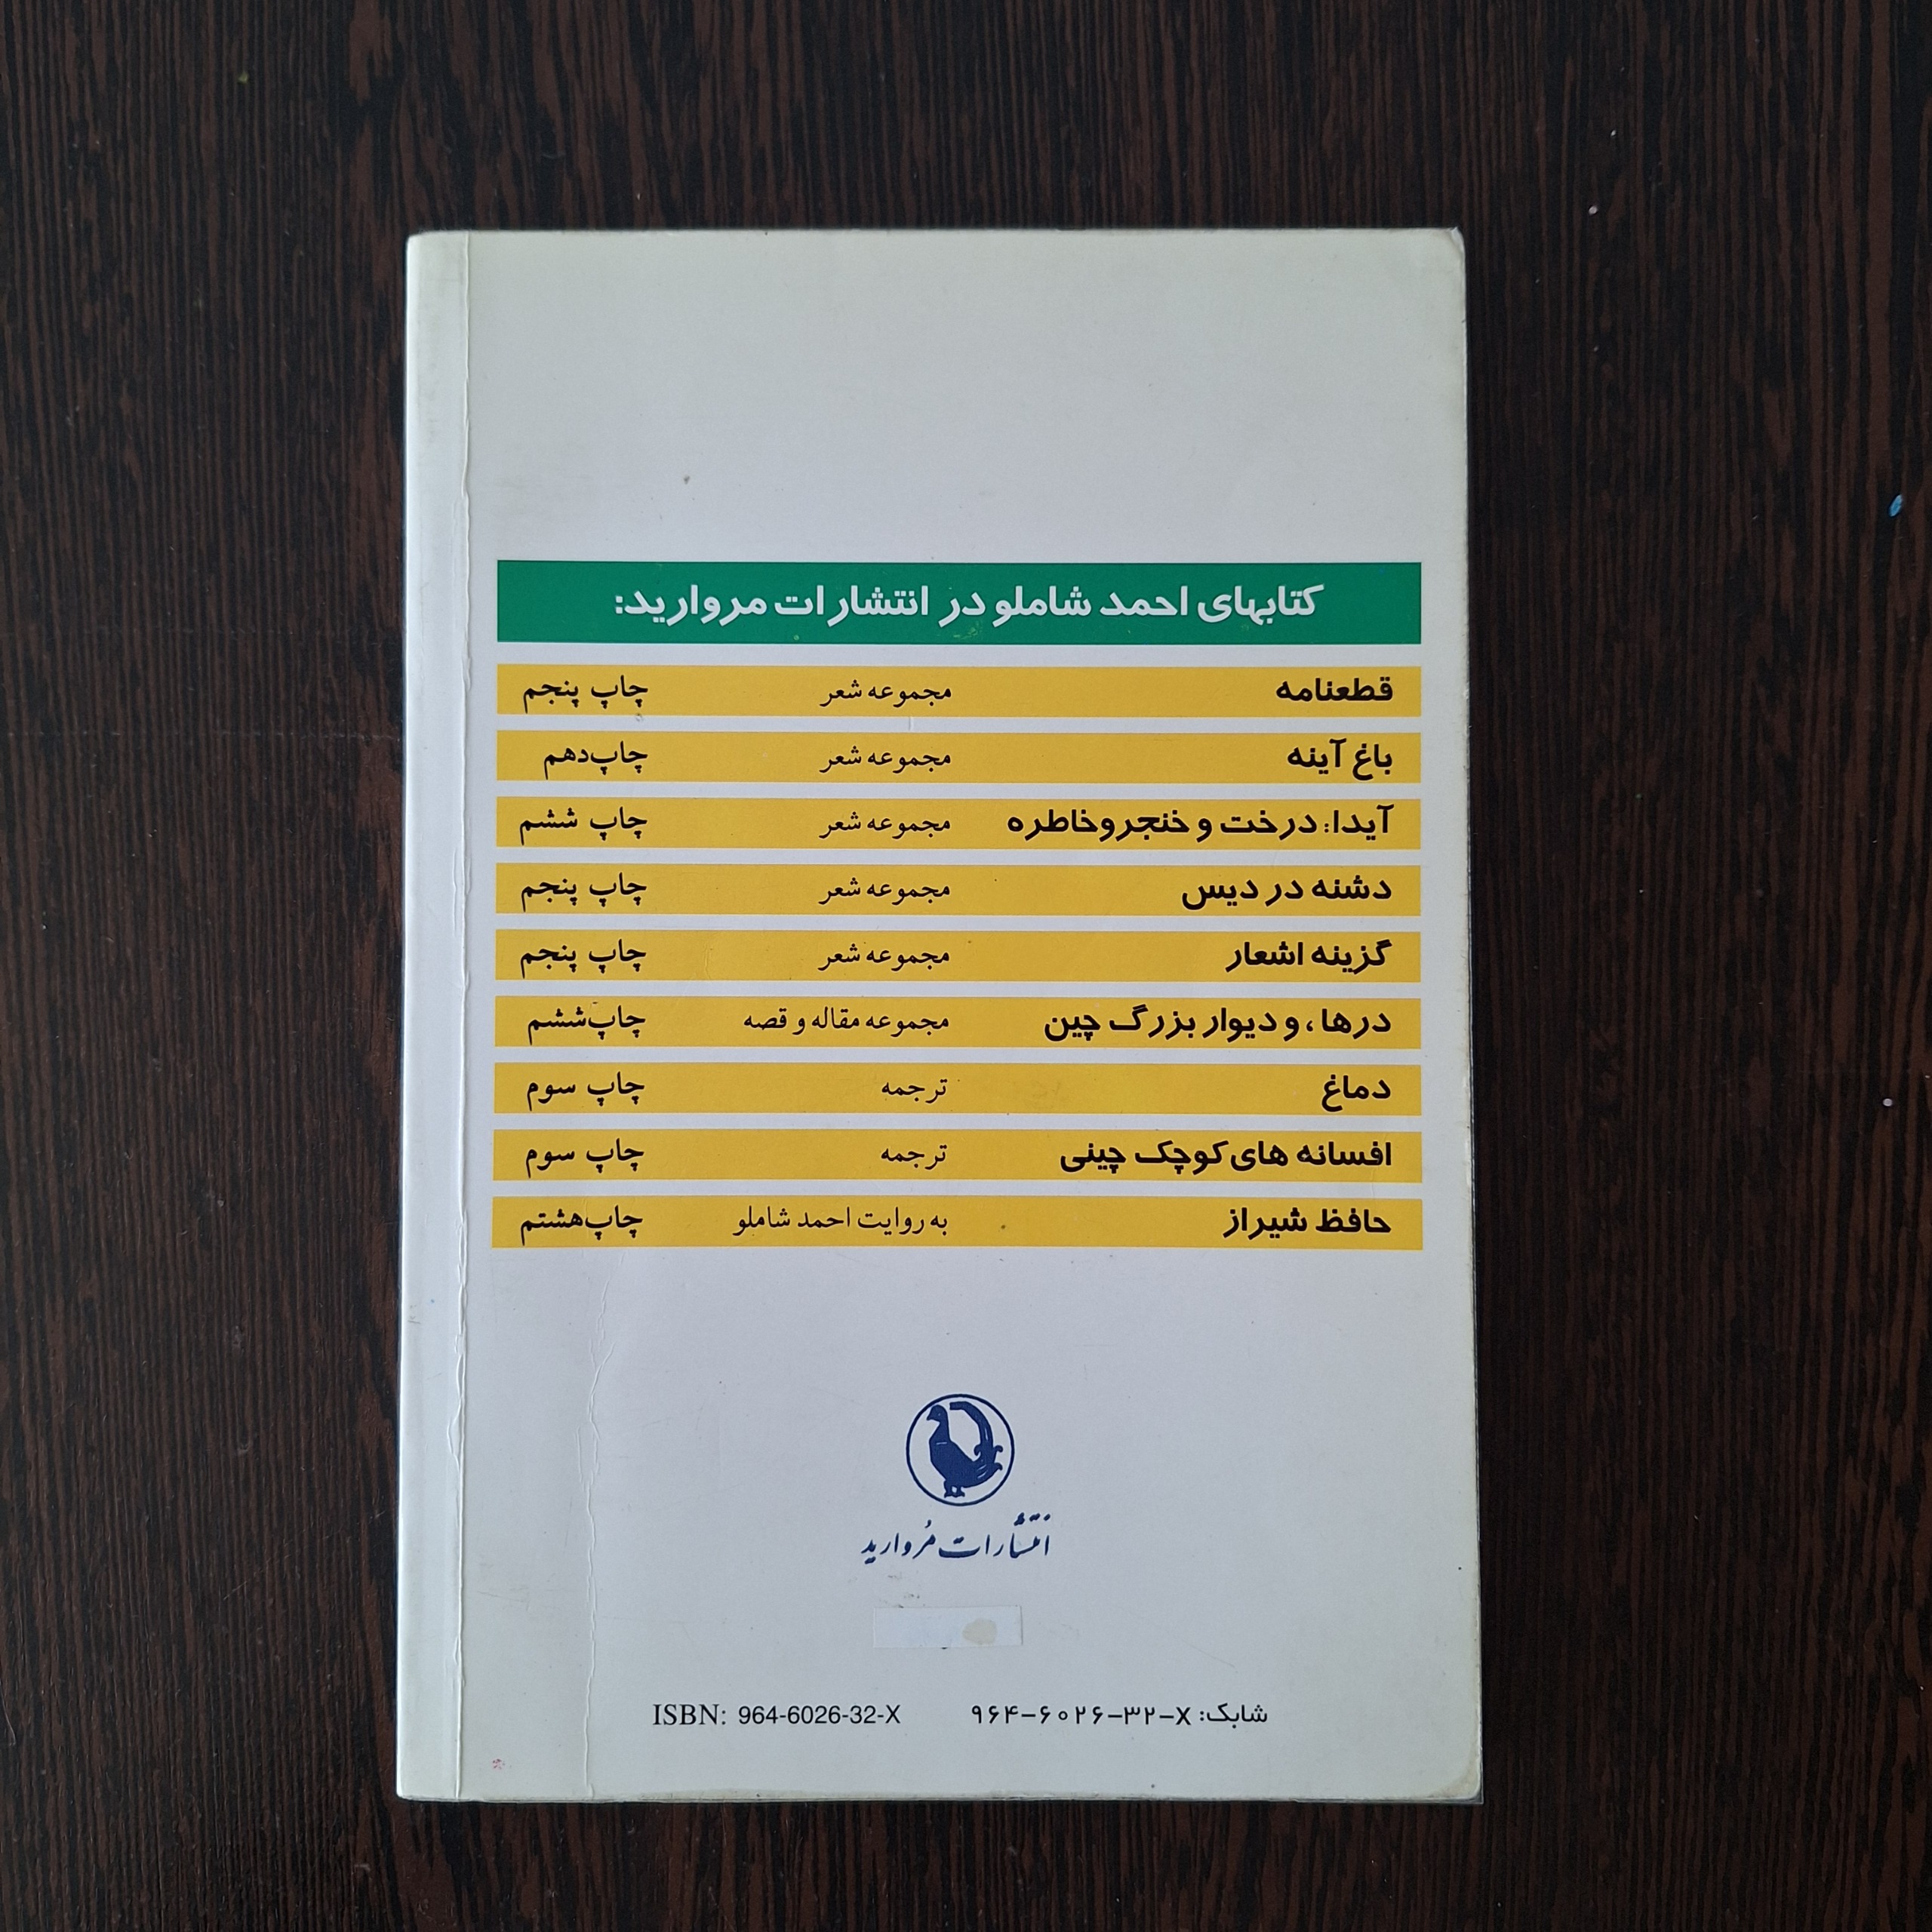 کتابهای احمد شاملو در انتشارات مروارید:
قطعنامه مجموعه شعر چاپ پنجم
باغ آینه مجموعه شعر چاپ‌دهم
آیدا: درخت و خنجرو خاطره مجموعه شعر چاپ ششم
دشنه در دیس مجموعه شعر چاپ پنجم
گزینه اشعار مجموعه شعر چاپ پنجم
درها، و دیوار بزرگ چین مجموعه مقاله و قصه چاپ‌ششم
دماغ ترجمه چاپ سوم
افسانه های کوچک چینی ترجمه چاپ سوم
حافظ شیراز به روایت احمد شاملو چاپ‌هشتم
انتشارات مُروارید
شابک: ۹۶۴-۶۰۲۶-۳۲-X ISBN: 964-6026-32-X